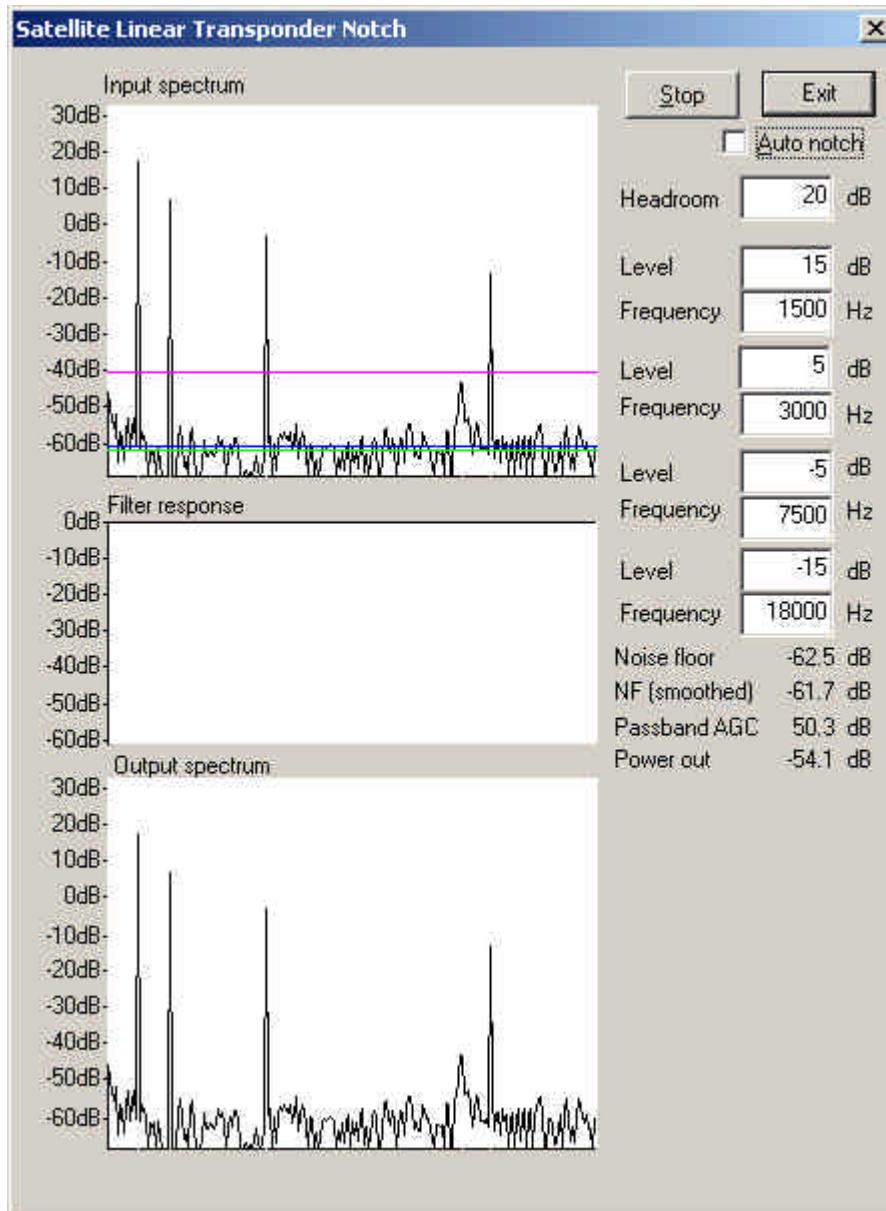 Satellite Linear Transponder Notch
Input spectrum
30dB
20dB
10dB
0dB
-10dB
-20dB
-30dB
-40dB
-50dB
-60dB
Filter response
0dB
-10dB
-20dB
-30dB
-40dB
-50dB
-60dB
Output spectrum
30dB
20dB
10dB
0dB
-10dB
-20dB
-30dB
-40dB
-50dB
-60dB
Stop Exit
Auto notch
Headroom 20 dB
Level 15 dB
Frequency 1500 Hz
Level 5 dB
Frequency 3000 Hz
Level -5 dB
Frequency 7500 Hz
Level -15 dB
Frequency 18000 Hz
Noise floor -62.5 dB
NF (smoothed) -61.7 dB
Passband AGC 50.3 dB
Power out -54.1 dB